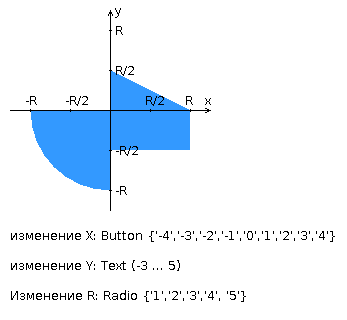 y
R
R/2
-R
-R/2
R/2
R
x
-R/2
-R
изменение X: Button {'-4','-3','-2','-1','0','1','2','3','4'}
изменение Y: Text (-3 ... 5)
Изменение R: Radio {'1','2','3','4', '5'}